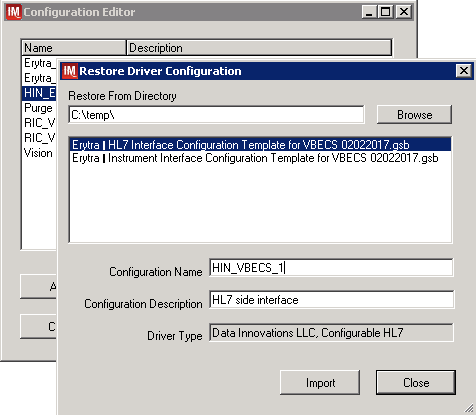 IM Configuration Editor
Name Description
Erytra_
Erytra_
HIN_E
Purge
RIC_V
RIC_V
Vision
A
C
IM Restore Driver Configuration
Restore From Directory
C:\temp\
Browse
Erytra | HL7 Interface Configuration Template for VBECS 02022017.gsb
Erytra | Instrument Interface Configuration Template for VBECS 02022017.gsb
Configuration Name HIN_VBECS_1
Configuration Description HL7 side interface
Driver Type Data Innovations LLC, Configurable HL7
Import Close